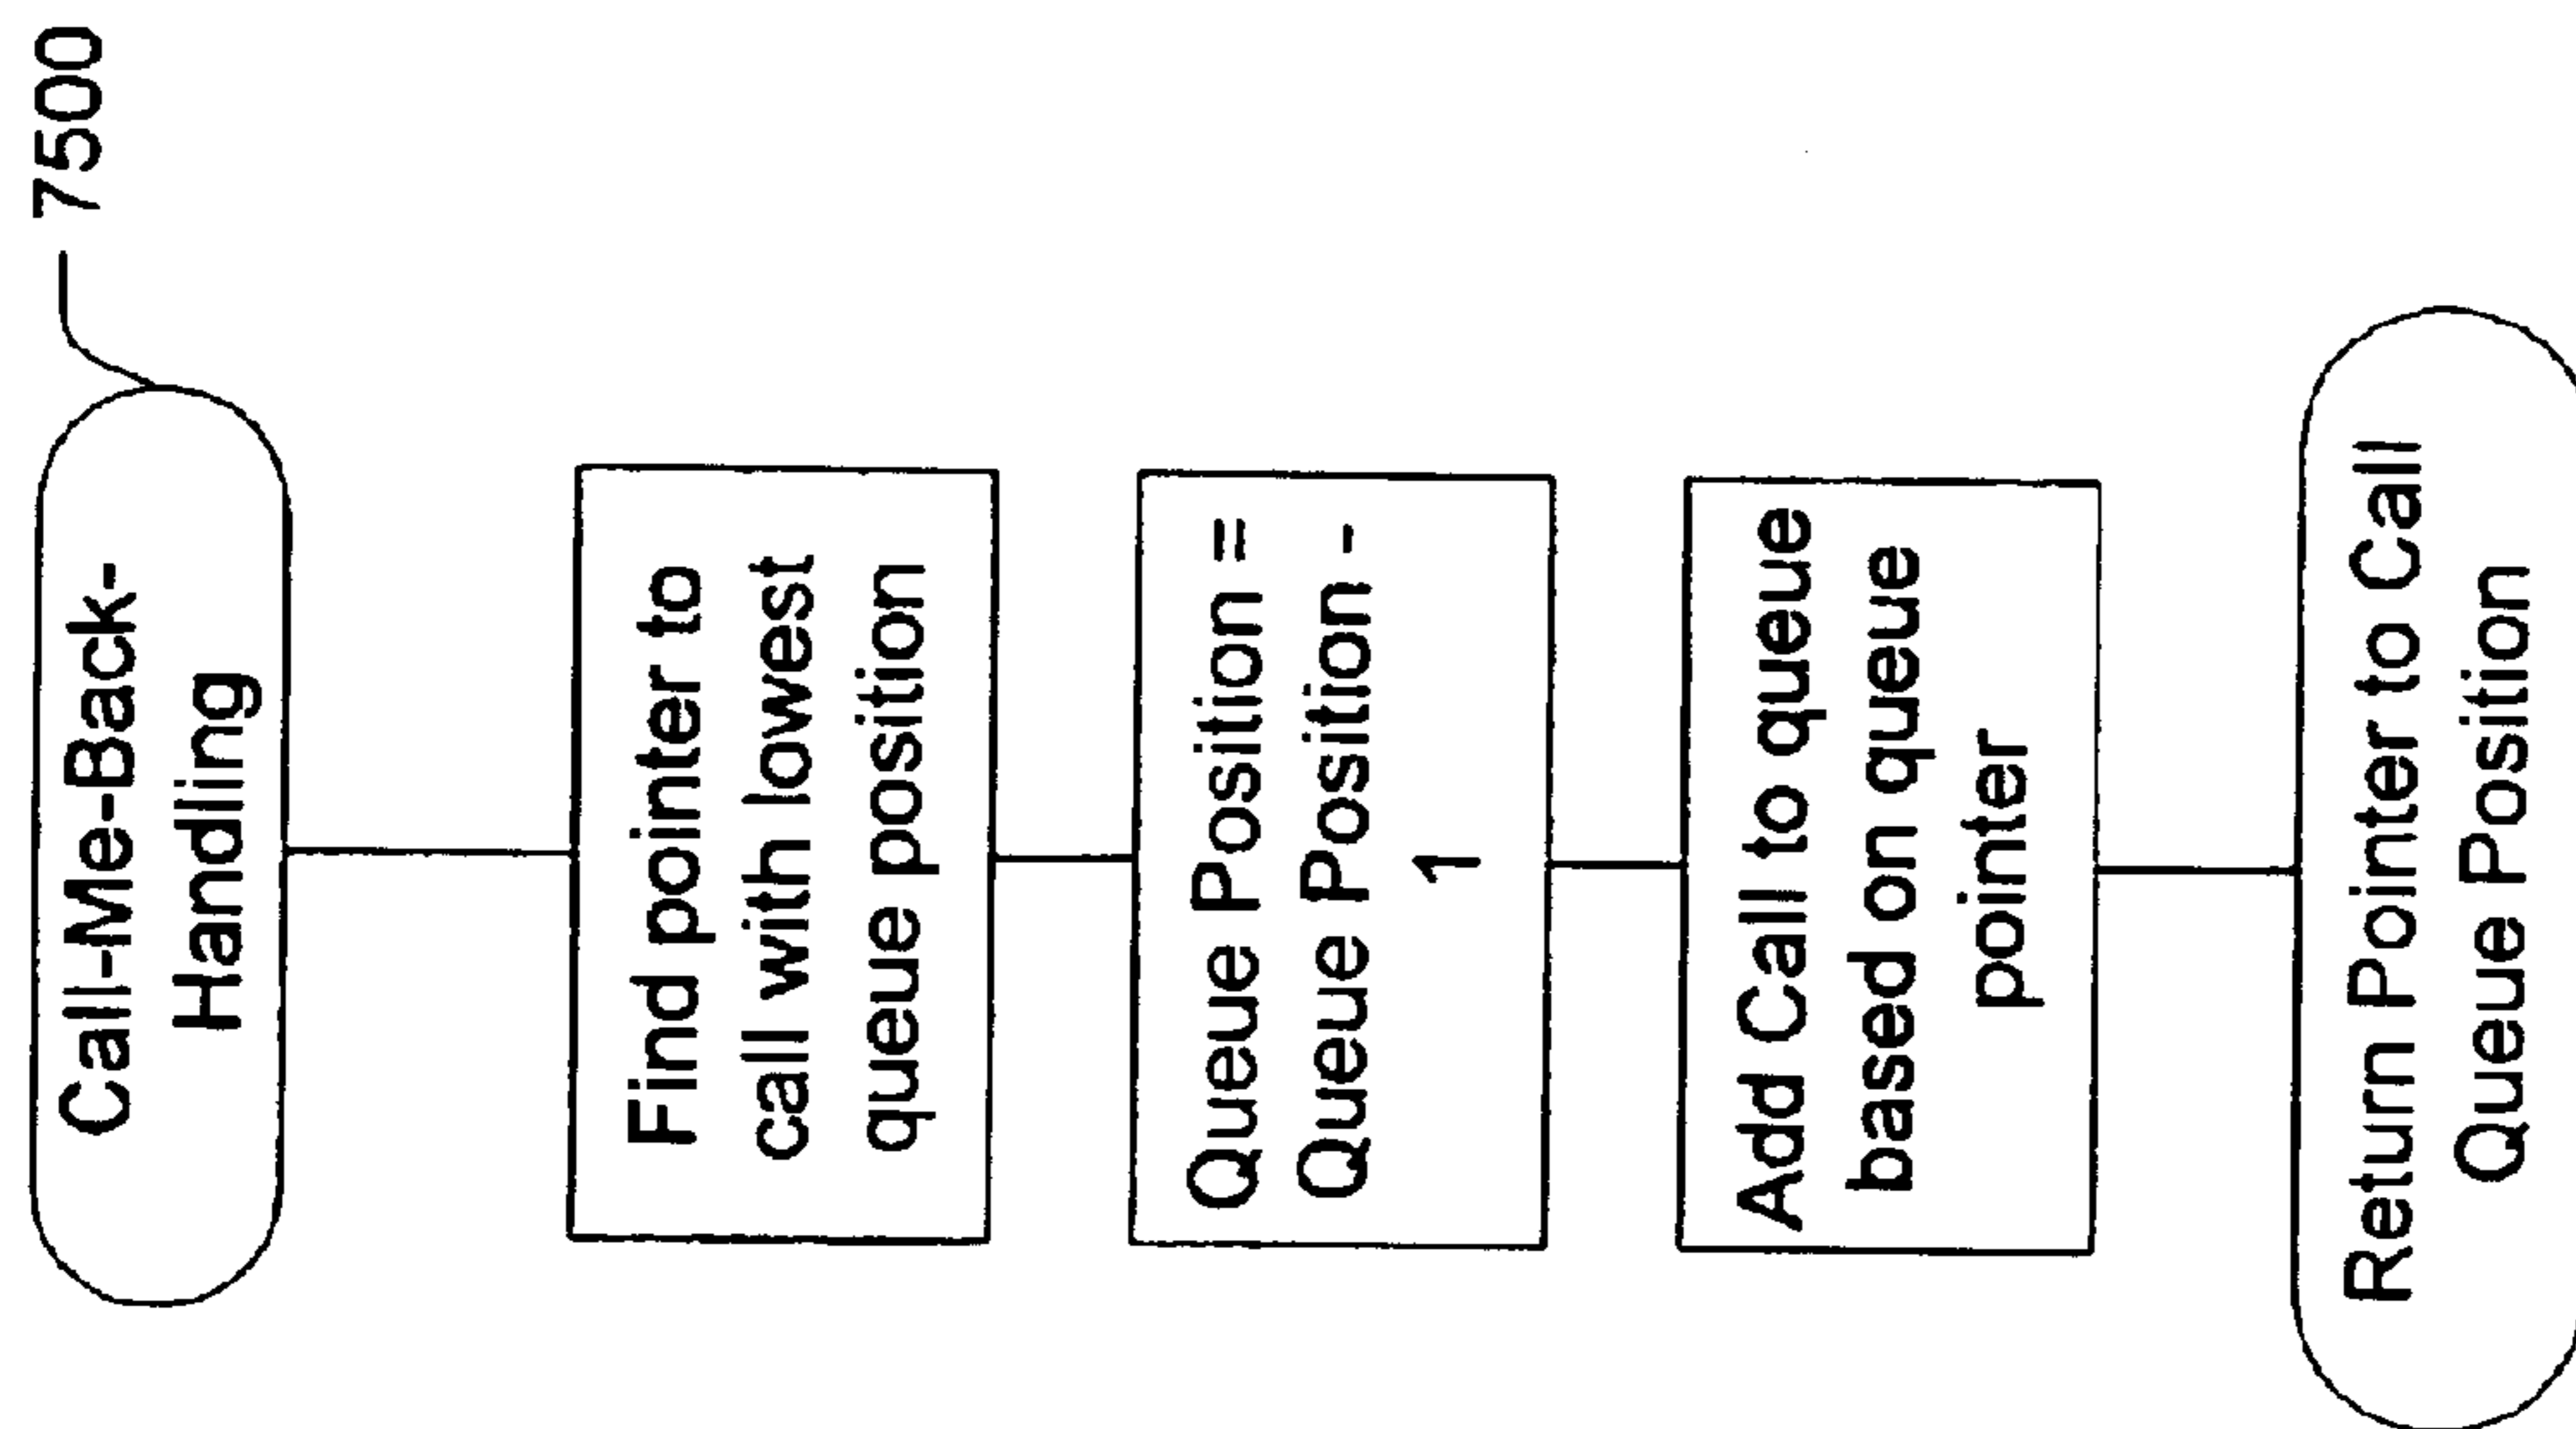 7500
Call-Me-Back-
Handling
Find pointer to
call with lowest
queue position
Queue Position =
Queue Position -
1
Add Call to queue
based on queue
pointer
Return Pointer to Call
Queue Position